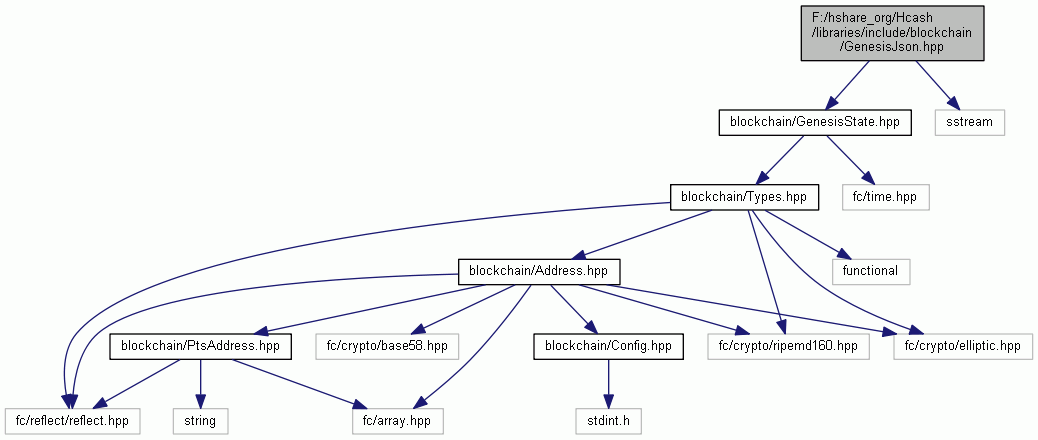 F:/hshare_org/Hcash
/libraries/include/blockchain
/GenesisJson.hpp
blockchain/GenesisState.hpp
sstream
blockchain/Types.hpp
fc/time.hpp
blockchain/Address.hpp
functional
blockchain/PtsAddress.hpp
fc/crypto/base58.hpp
blockchain/Config.hpp
fc/crypto/ripemd160.hpp
fc/crypto/elliptic.hpp
fc/reflect/reflect.hpp
string
fc/array.hpp
stdint.h